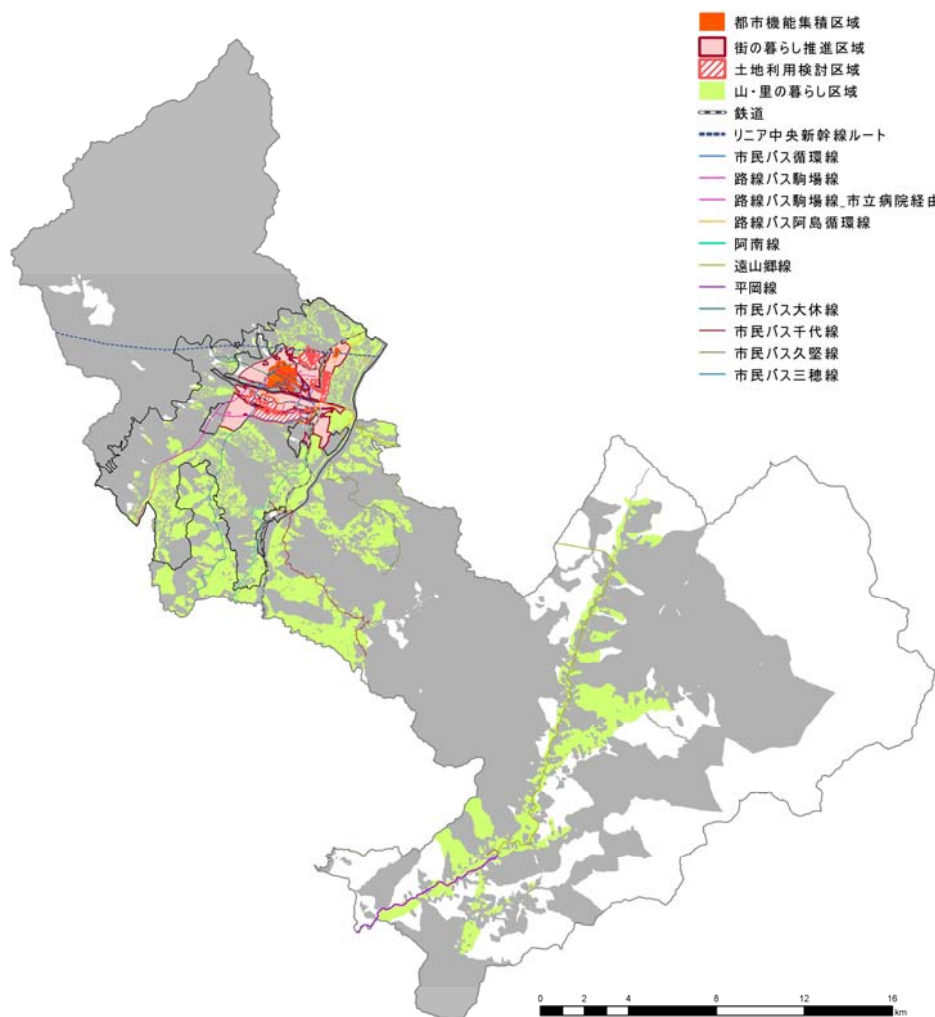 都市機能集積区域
街の暮らし推進区域
土地利用検討区域
山・里の暮らし区域
鉄道
リニア中央新幹線ルート
市民バス循環線
路線バス駒場線
路線バス駒場線_市立病院経由
路線バス阿島循環線
阿南線
遠山郷線
平岡線
市民バス大休線
市民バス千代線
市民バス久堅線
市民バス三穂線
0 2 4 8 12 16
km